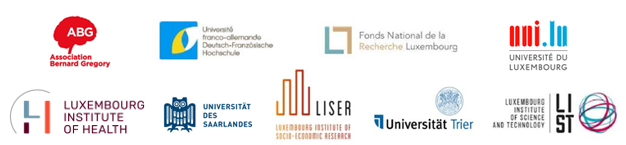 ABG
Association
Bernard Gregory
Université
franco-allemande
Deutsch-Französische
Hochschule
Fonds National de la
Recherche Luxembourg
uni.lu
UNIVERSITÉ DU
LUXEMBOURG
LUXEMBOURG
INSTITUTE
OF HEALTH
UNIVERSITÄT
DES
SAARLANDES
LISER
LUXEMBOURG INSTITUTE OF
SOCIO-ECONOMIC RESEARCH
Universität Trier
LUXEMBOURG
INSTITUTE
OF SCIENCE
AND TECHNOLOGY
LI
ST